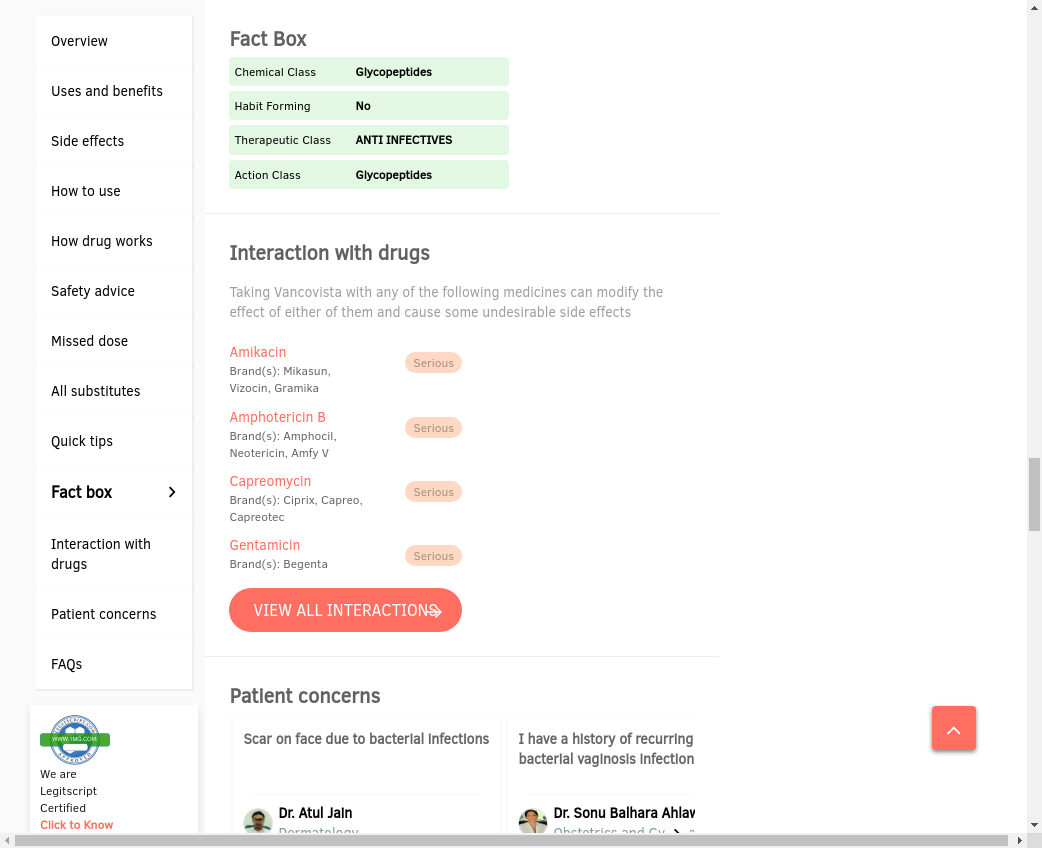 Overview
Uses and benefits
Side effects
How to use
How drug works
Safety advice
Missed dose
All substitutes
Quick tips
Fact box
Interaction with
drugs
Patient concerns
FAQs
WWW.1MG.COM
We are
Legitscript
Certified
Click to Know
Fact Box
Chemical Class Glycopeptides
Habit Forming No
Therapeutic Class ANTI INFECTIVES
Action Class Glycopeptides
Interaction with drugs
Taking Vancovista with any of the following medicines can modify the
effect of either of them and cause some undesirable side effects
Amikacin
Brand(s): Mikasun,
Vizocin, Gramika
Serious
Amphotericin B
Brand(s): Amphocil,
Neotericin, Amfy V
Serious
Capreomycin
Brand(s): Ciprix, Capreo,
Capreotec
Serious
Gentamicin
Brand(s): Begenta
Serious
VIEW ALL INTERACTIONS
Patient concerns
Scar on face due to bacterial infections
Dr. Atul Jain
Dermatology
I have a history of recurring
bacterial vaginosis infection
Dr. Sonu Balhara Ahlaw
Obstetrics and Gy